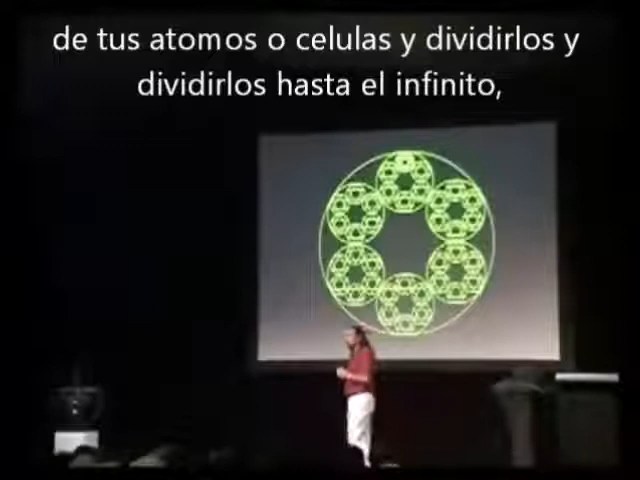 de tus atomos o celulas y dividirlos y
dividirlos hasta el infinito,